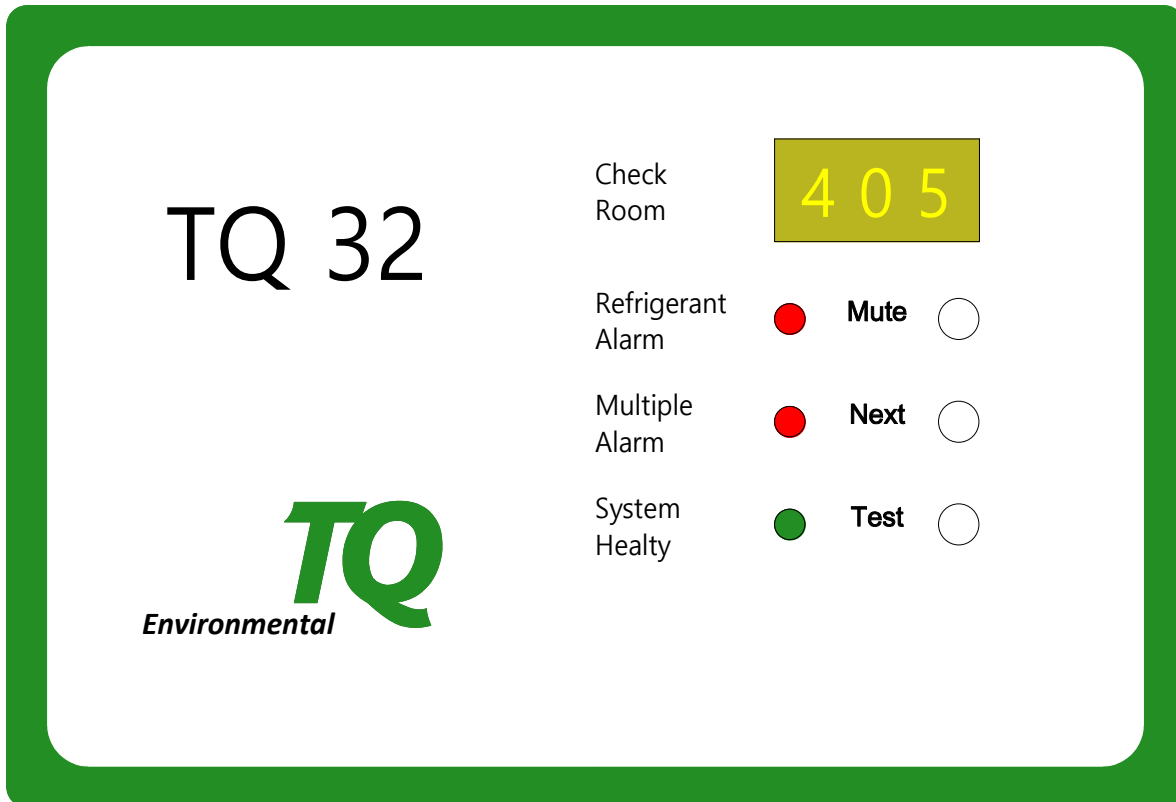 TQ 32
Check
Room
4 0 5
Refrigerant
Alarm
Mute
Multiple
Alarm
Next
System
Healty
Test
TQ
Environmental